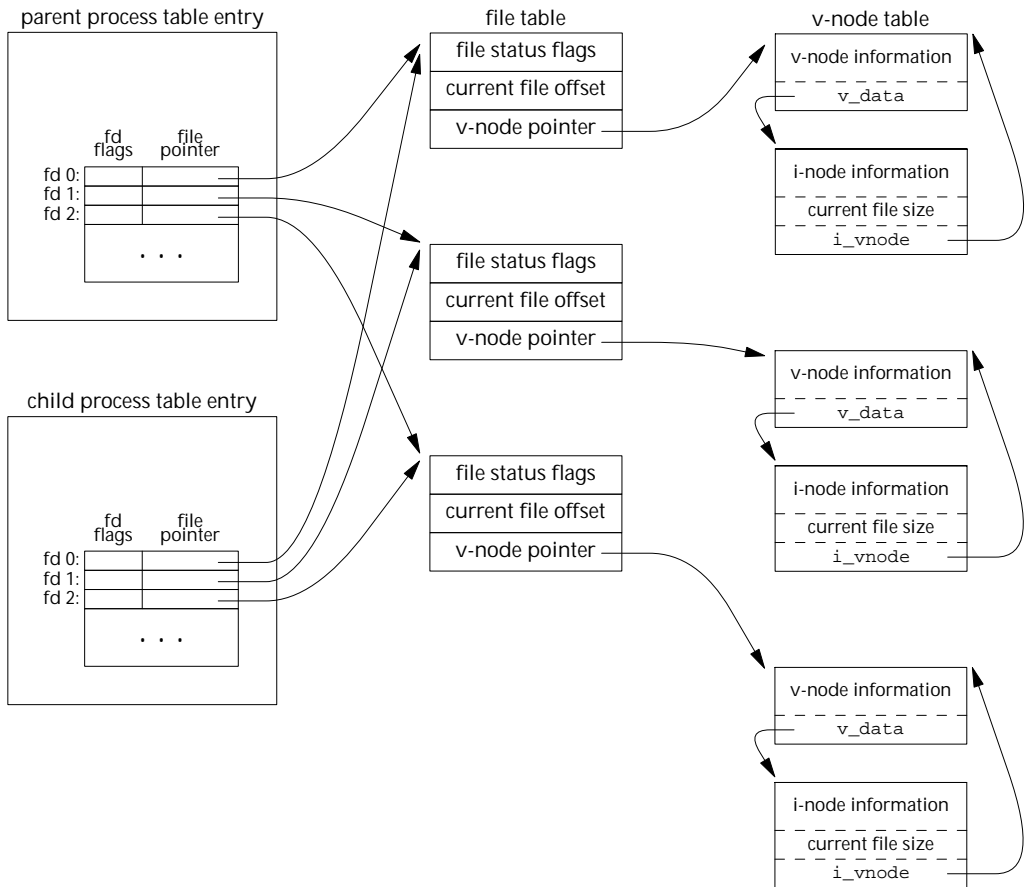 parent process table entry
fd
flags
file
pointer
fd 0:
fd 1:
fd 2:
. . .
child process table entry
fd
flags
file
pointer
fd 0:
fd 1:
fd 2:
. . .
file table
file status flags
current file offset
v-node pointer
file status flags
current file offset
v-node pointer
file status flags
current file offset
v-node pointer
v-node table
v-node information
v_data
i-node information
current file size
i_vnode
v-node information
v_data
i-node information
current file size
i_vnode
v-node information
v_data
i-node information
current file size
i_vnode